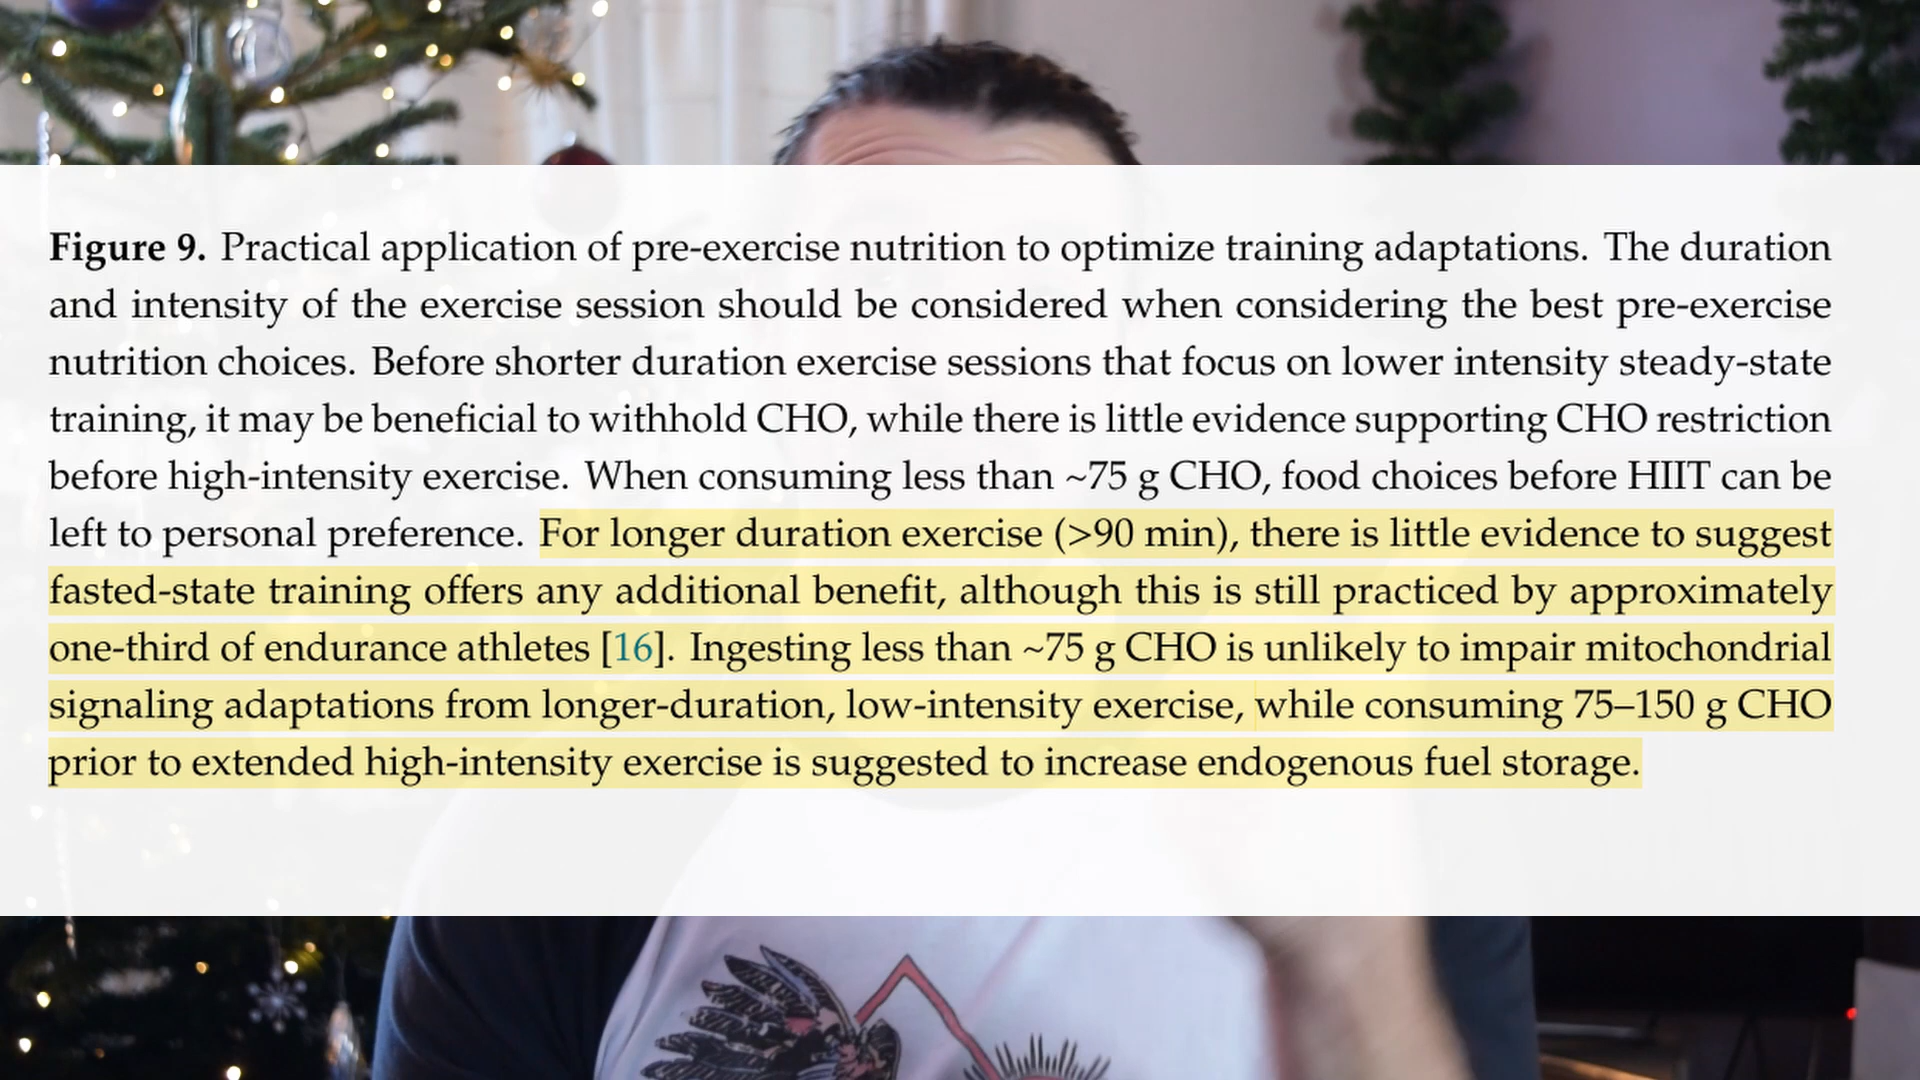 Figure 9. Practical application of pre-exercise nutrition to optimize training adaptations. The duration
and intensity of the exercise session should be considered when considering the best pre-exercise
nutrition choices. Before shorter duration exercise sessions that focus on lower intensity steady-state
training, it may be beneficial to withhold CHO, while there is little evidence supporting CHO restriction
before high-intensity exercise. When consuming less than ~75 g CHO, food choices before HIIT can be
left to personal preference. For longer duration exercise (>90 min), there is little evidence to suggest
fasted-state training offers any additional benefit, although this is still practiced by approximately
one-third of endurance athletes [16]. Ingesting less than ~75 g CHO is unlikely to impair mitochondrial
signaling adaptations from longer-duration, low-intensity exercise, while consuming 75–150 g CHO
prior to extended high-intensity exercise is suggested to increase endogenous fuel storage.